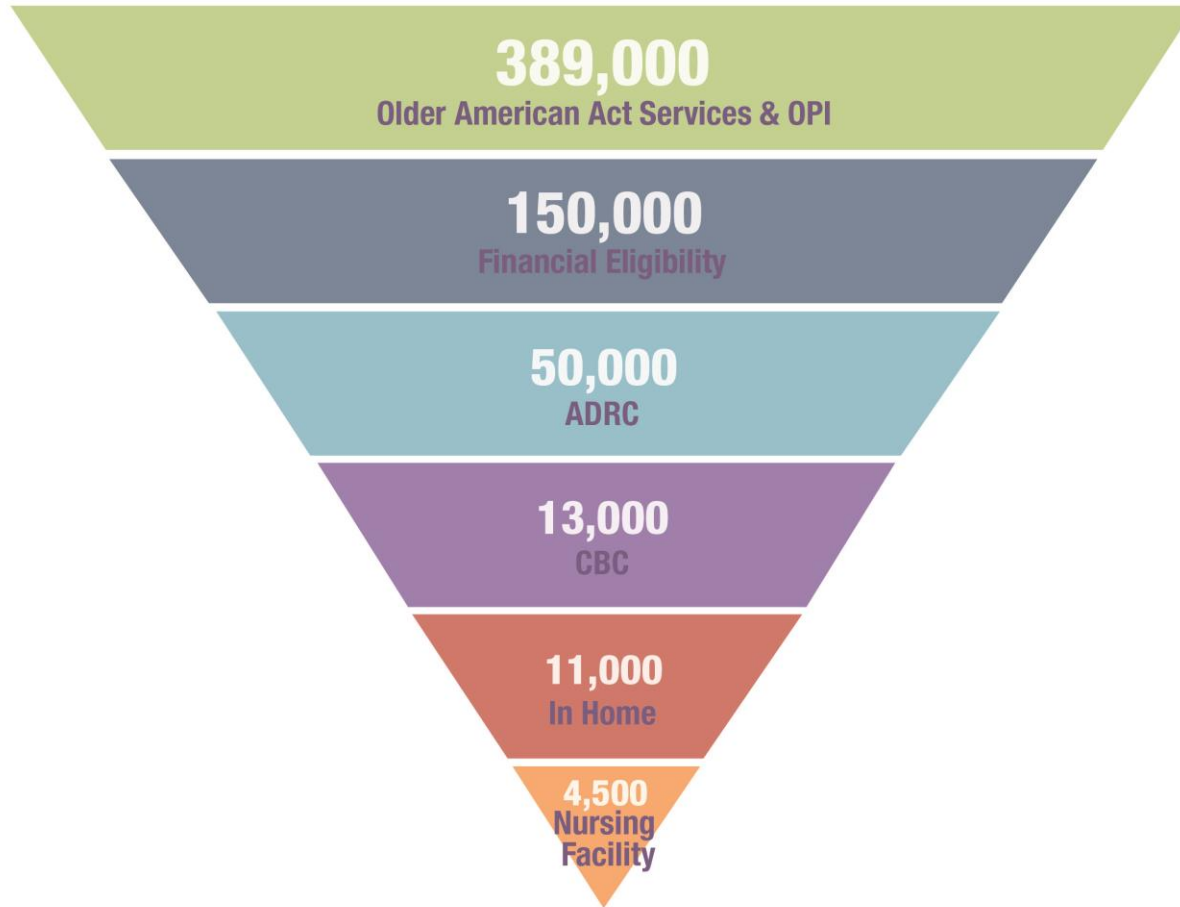 389,000
Older American Act Services & OPI
150,000
Financial Eligibility
50,000
ADRC
13,000
CBC
11,000
In Home
4,500
Nursing
Facility